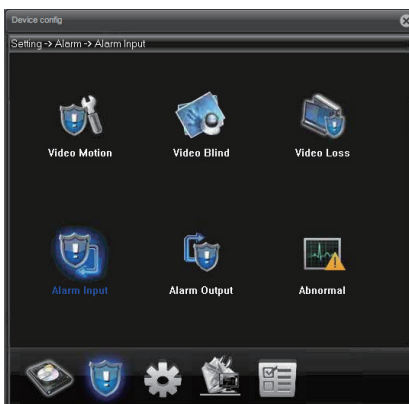 Device config
Setting -> Alarm -> Alarm Input
Video Motion
Video Blind
Video Loss
Alarm Input
Alarm Output
Abnormal